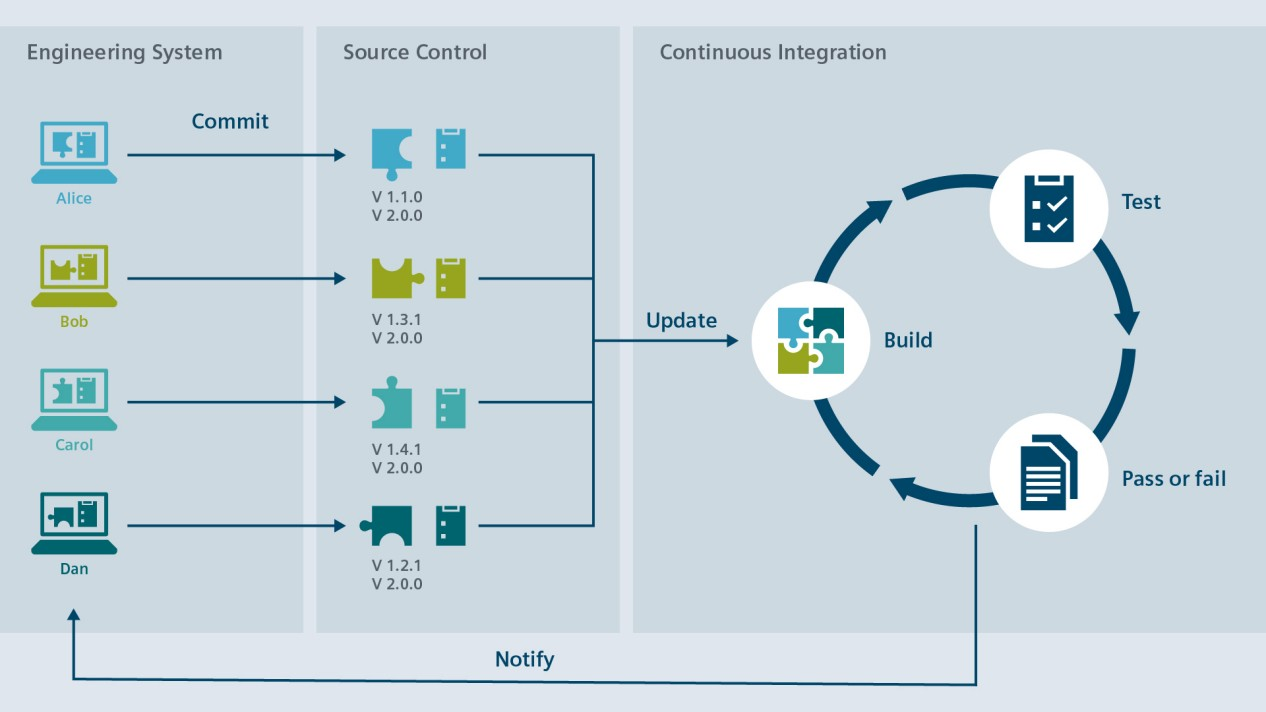 Engineering System
Source Control
Continuous Integration
Commit
Alice
V 1.1.0
V 2.0.0
Bob
V 1.3.1
V 2.0.0
Carol
V 1.4.1
V 2.0.0
Dan
V 1.2.1
V 2.0.0
Update
Build
Test
Pass or fail
Notify